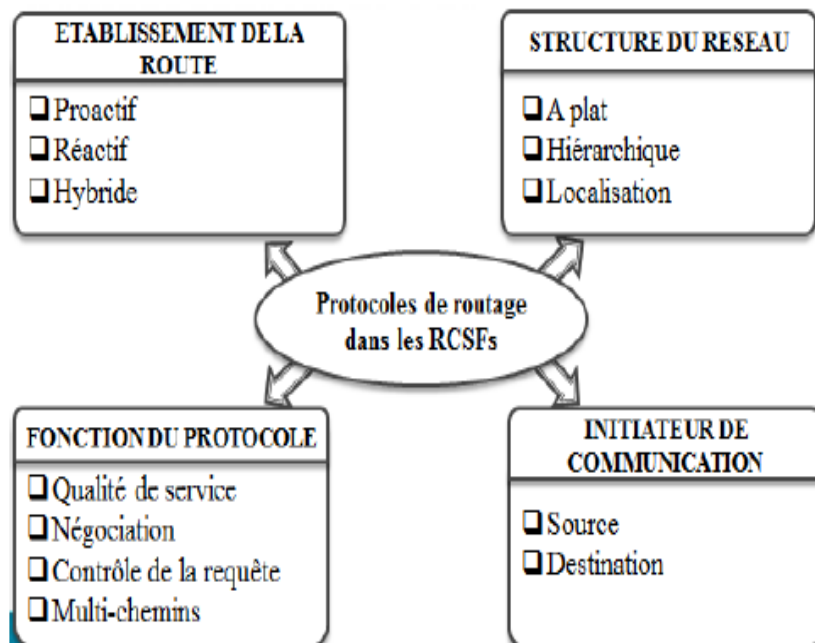 ETABLISSEMENT DE LA
ROUTE
Proactif
Réactif
Hybride
STRUCTURE DU RESEAU
A plat
Hiérarchique
Localisation
Protocoles de routage
dans les RCSFs
FONCTION DU PROTOCOLE
Qualité de service
Négociation
Contrôle de la requête
Multi-chemins
INITIATEUR DE
COMMUNICATION
Source
Destination